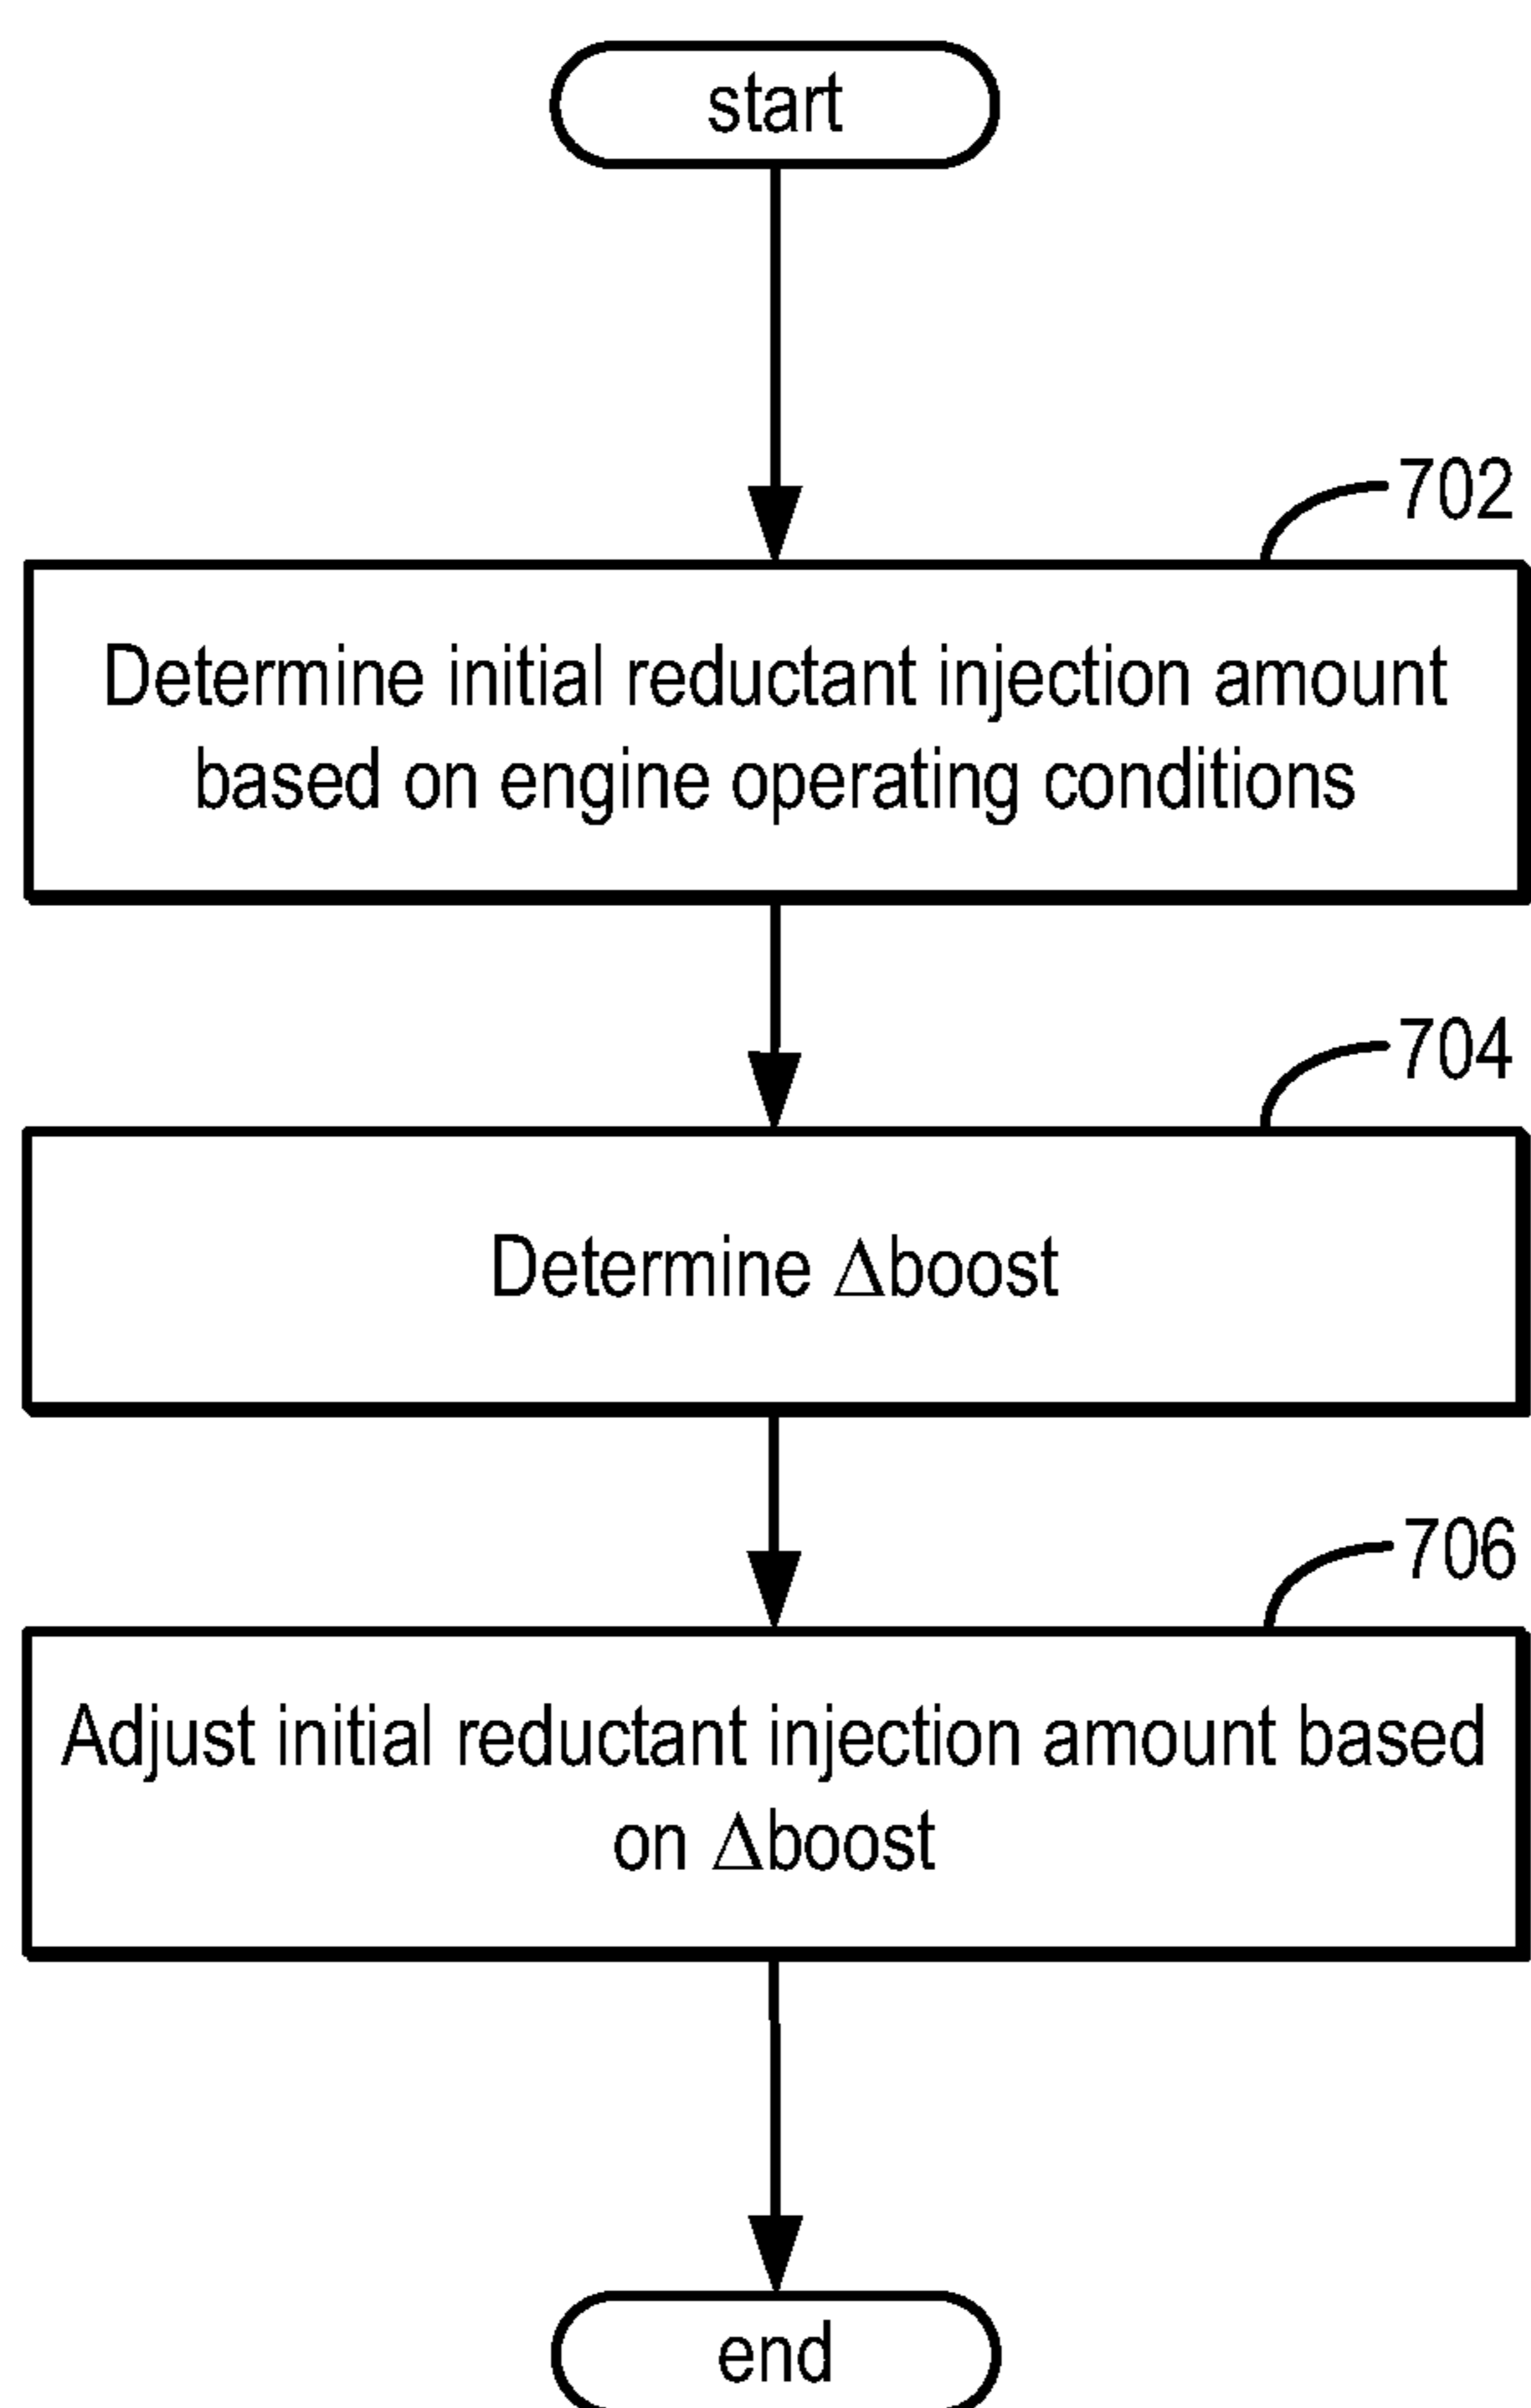 start
702
Determine initial reductant injection amount
based on engine operating conditions
704
Determine Δboost
706
Adjust initial reductant injection amount based
on Δboost
end